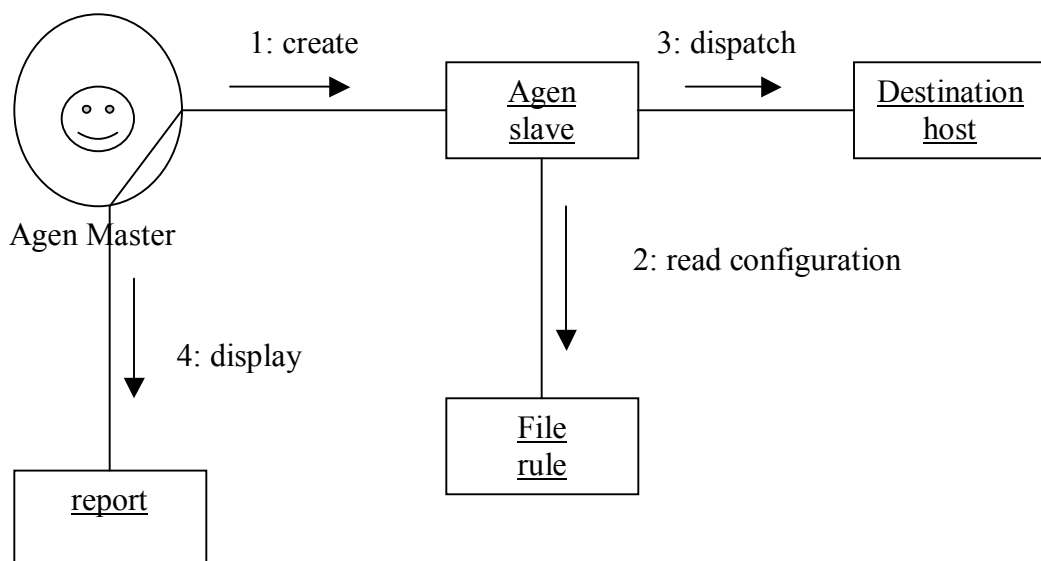 1: create
3: dispatch
Agen
slave
Destination
host
Agen Master
2: read configuration
4: display
File
rule
report